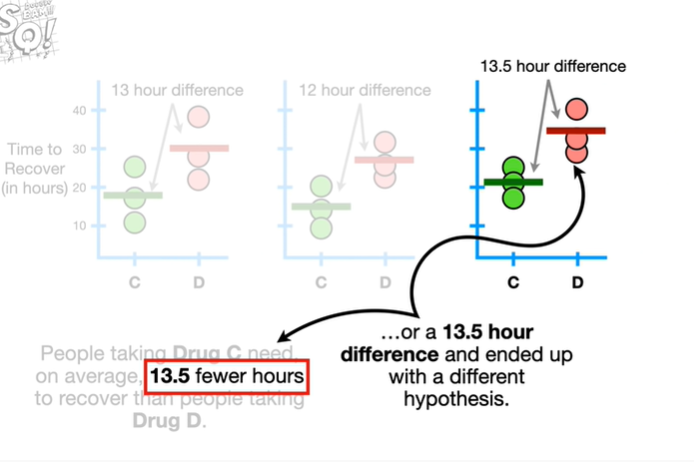 13.5 hour difference
13 hour difference
12 hour difference
40
30
20
10
Time to
Recover
(in hours)
C
D
C
D
C
D
People taking Drug C need,
on average, 13.5 fewer hours
to recover than people taking
Drug D.
…or a 13.5 hour
difference and ended up
with a different
hypothesis.